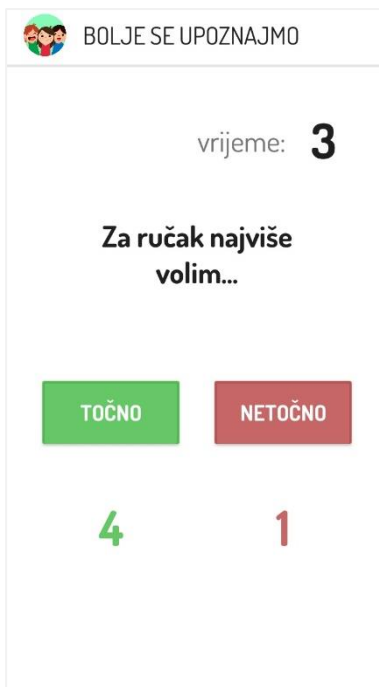 BOLJE SE UPOZNAJMO
vrijeme: 3
Za ručak najviše
volim...
TOČNO NETOČNO
4 1